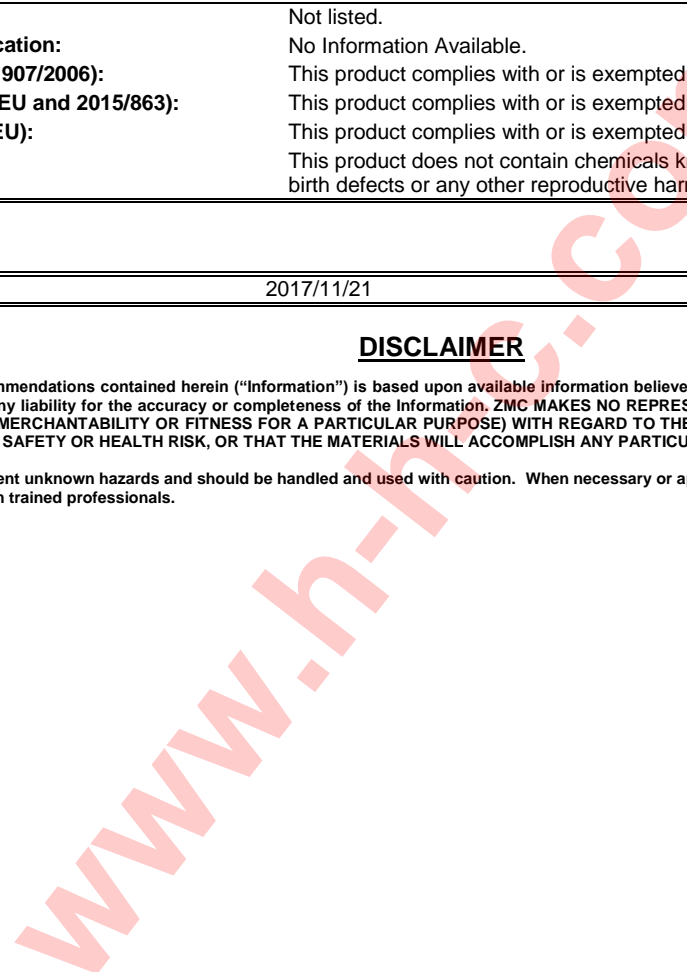 Not listed.
cation: No Information Available.
907/2006): This product complies with or is exempted
EU and 2015/863): This product complies with or is exempted
EU): This product complies with or is exempted
This product does not contain chemicals k
birth defects or any other reproductive har
2017/11/21
DISCLAIMER
mmendations contained herein (“Information”) is based upon available information believe
ny liability for the accuracy or completeness of the Information. ZMC MAKES NO REPRES
MERCHANTABILITY OR FITNESS FOR A PARTICULAR PURPOSE) WITH REGARD TO THE
SAFETY OR HEALTH RISK, OR THAT THE MATERIALS WILL ACCOMPLISH ANY PARTICU
ent unknown hazards and should be handled and used with caution. When necessary or a
n trained professionals.
www.h-h-c.co